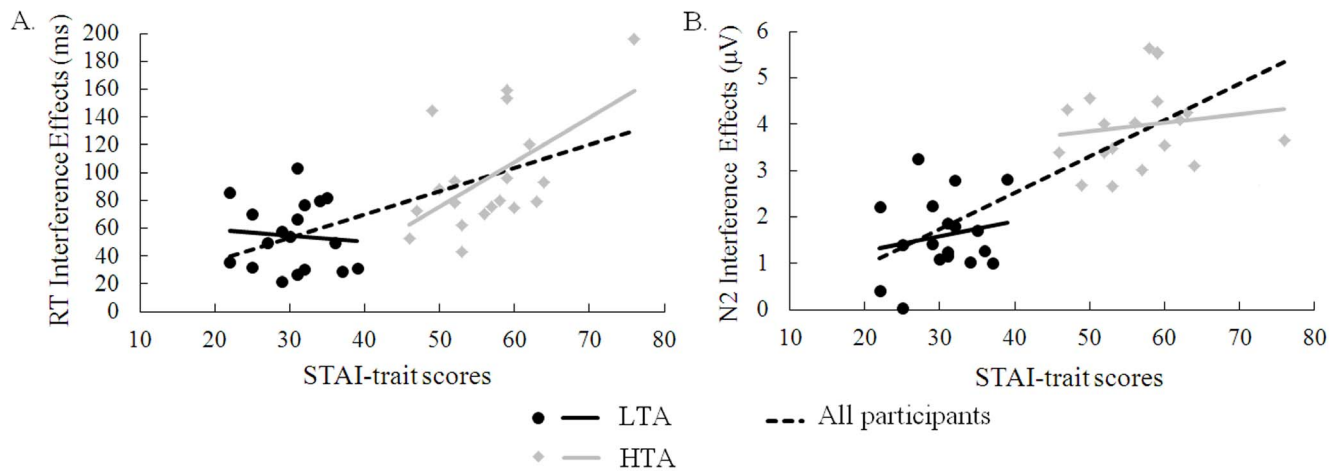 A.
RT Interference Effects (ms)
200
180
160
140
120
100
80
60
40
20
0
10 20 30 40 50 60 70 80
STAI-trait scores
B.
N2 Interference Effects (μV)
6
5
4
3
2
1
0
10 20 30 40 50 60 70 80
STAI-trait scores
LTA
All participants
HTA